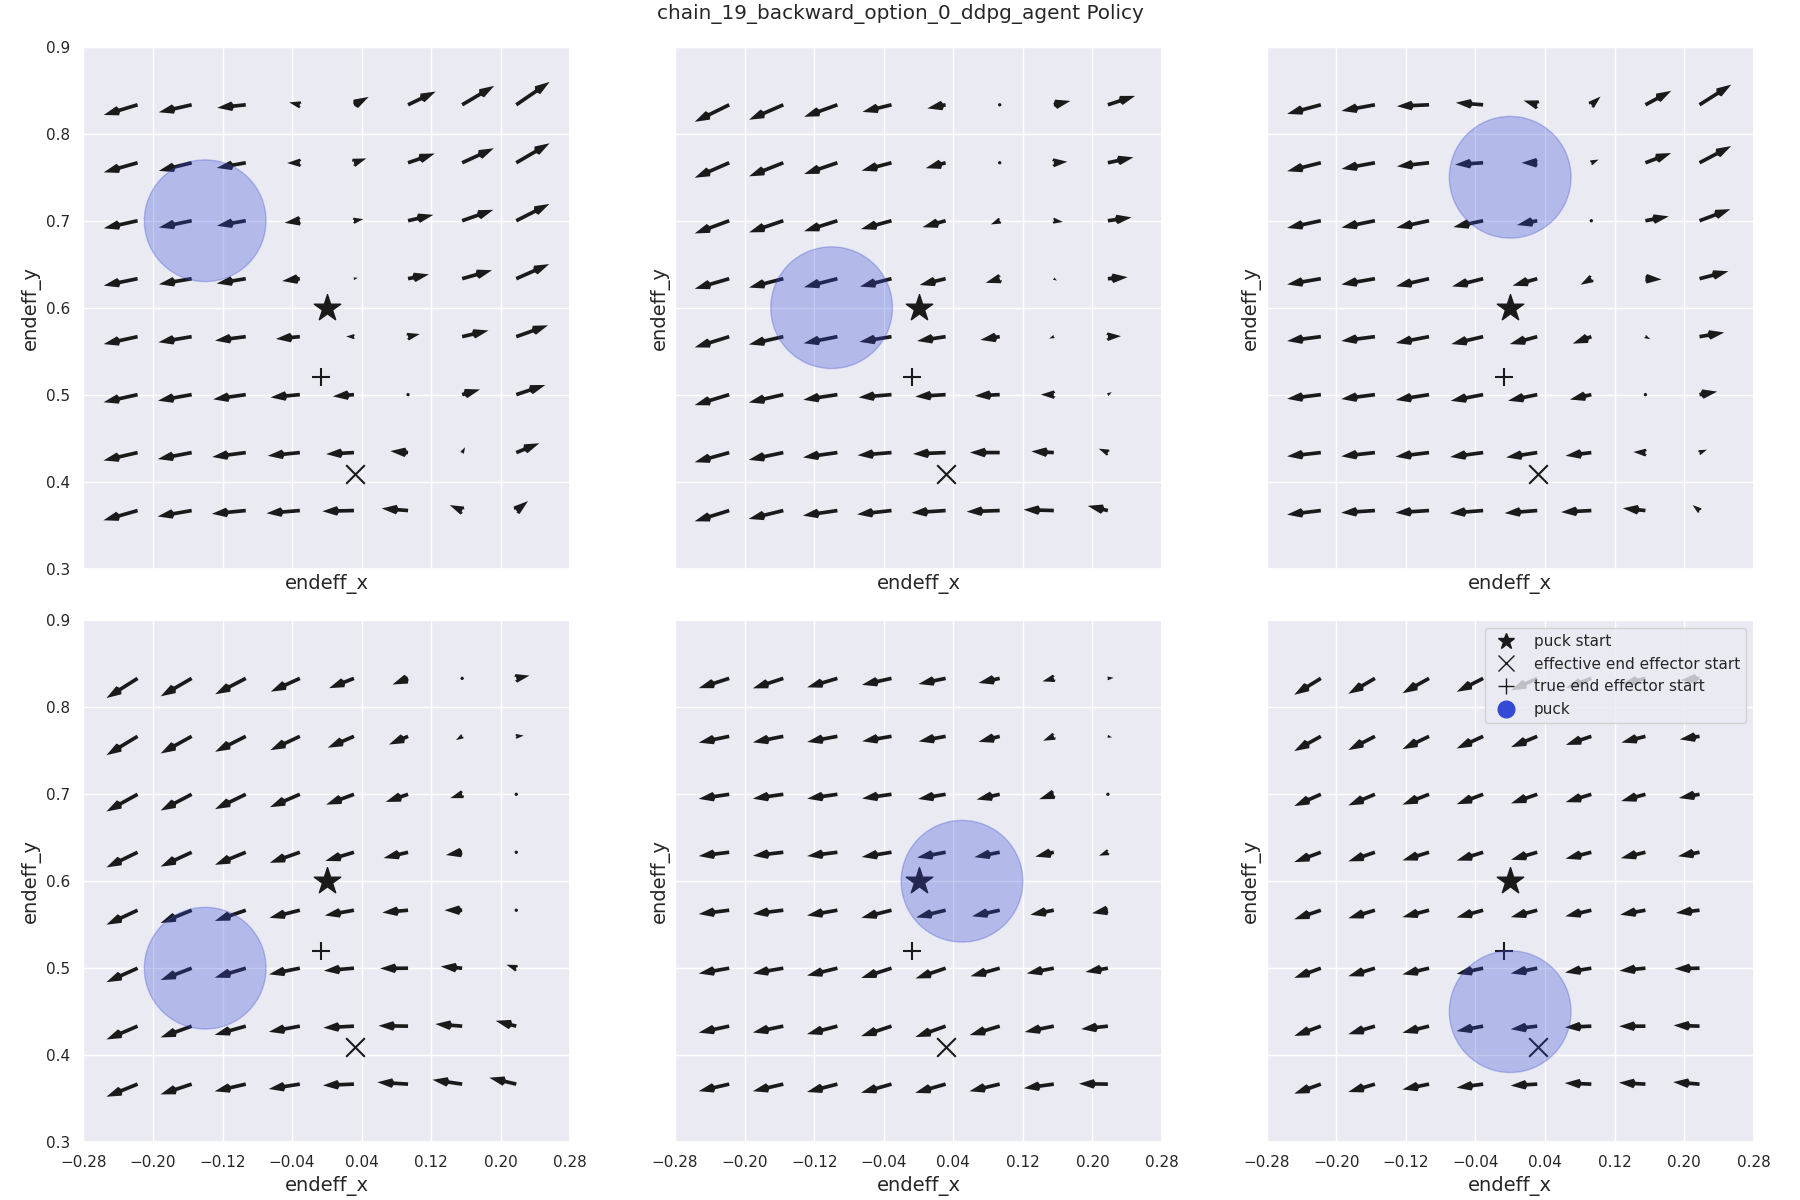 chain_19_backward_option_0_ddpg_agent Policy
0.9
0.8
0.7
0.6
0.5
0.4
0.3
endeff_y
endeff_x
endeff_y
endeff_x
endeff_y
endeff_x
0.9
0.8
0.7
0.6
0.5
0.4
0.3
endeff_y
−0.28 −0.20 −0.12 −0.04 0.04 0.12 0.20 0.28
endeff_x
endeff_y
−0.28 −0.20 −0.12 −0.04 0.04 0.12 0.20 0.28
endeff_x
puck start
effective end effector start
true end effector start
puck
endeff_y
−0.28 −0.20 −0.12 −0.04 0.04 0.12 0.20 0.28
endeff_x